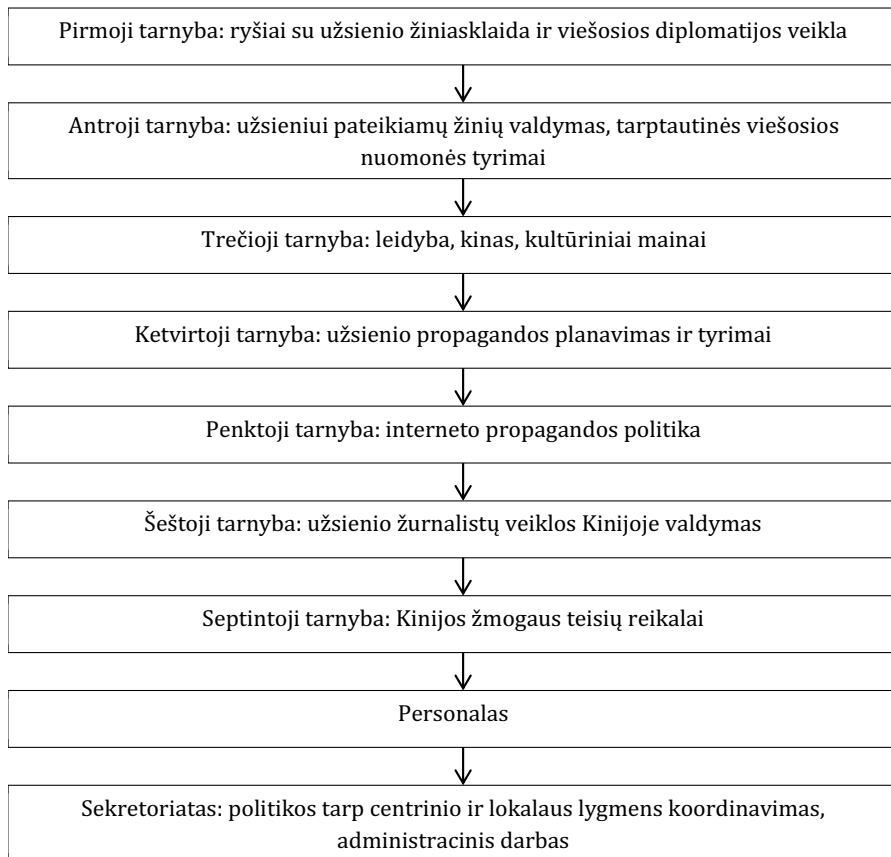 Pirmoji tarnyba: ryšiai su užsienio žiniasklaida ir viešosios diplomatijos veikla
Antroji tarnyba: užsieniui pateikiamų žinių valdymas, tarptautinės viešosios
nuomonės tyrimai
Trečioji tarnyba: leidyba, kinas, kultūriniai mainai
Ketvirtoji tarnyba: užsienio propagandos planavimas ir tyrimai
Penktoji tarnyba: interneto propagandos politika
Šeštoji tarnyba: užsienio žurnalistų veiklos Kinijoje valdymas
Septintoji tarnyba: Kinijos žmogaus teisių reikalai
Personalas
Sekretoriatas: politikos tarp centrinio ir lokalaus lygmens koordinavimas,
administracinis darbas